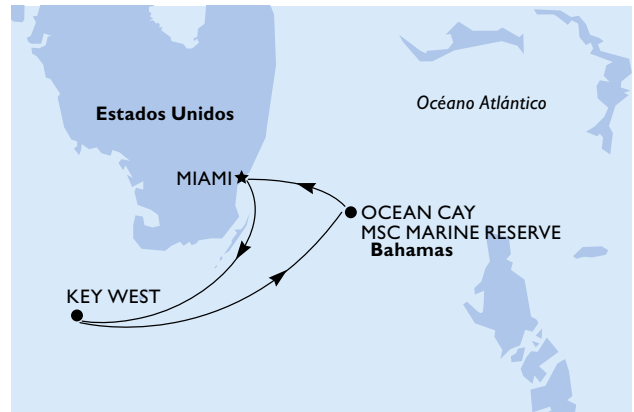 Estados Unidos
Océano Atlántico
MIAMI
OCEAN CAY
MSC MARINE RESERVE
Bahamas
KEY WEST